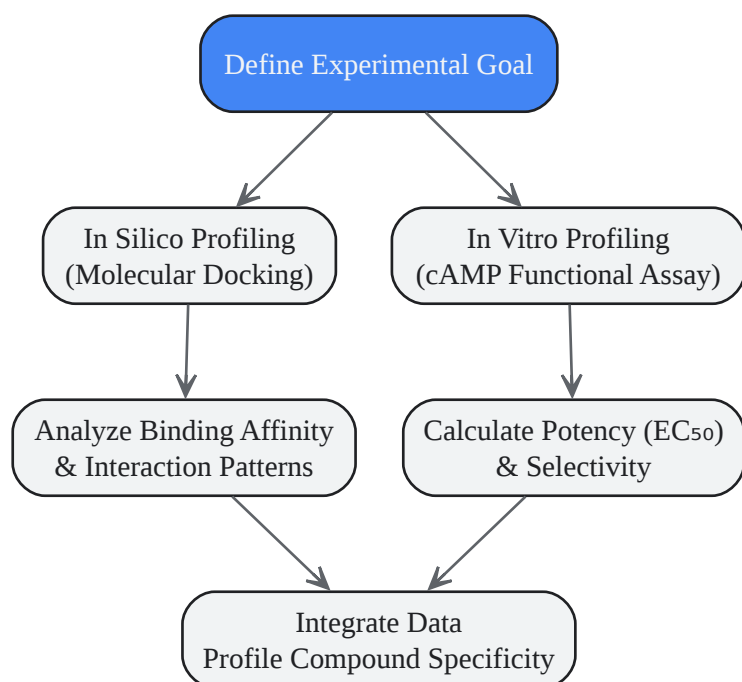 Define Experimental Goal
In Silico Profiling
(Molecular Docking)
In Vitro Profiling
(cAMP Functional Assay)
Analyze Binding Affinity
& Interaction Patterns
Calculate Potency (EC₅₀)
& Selectivity
Integrate Data
Profile Compound Specificity